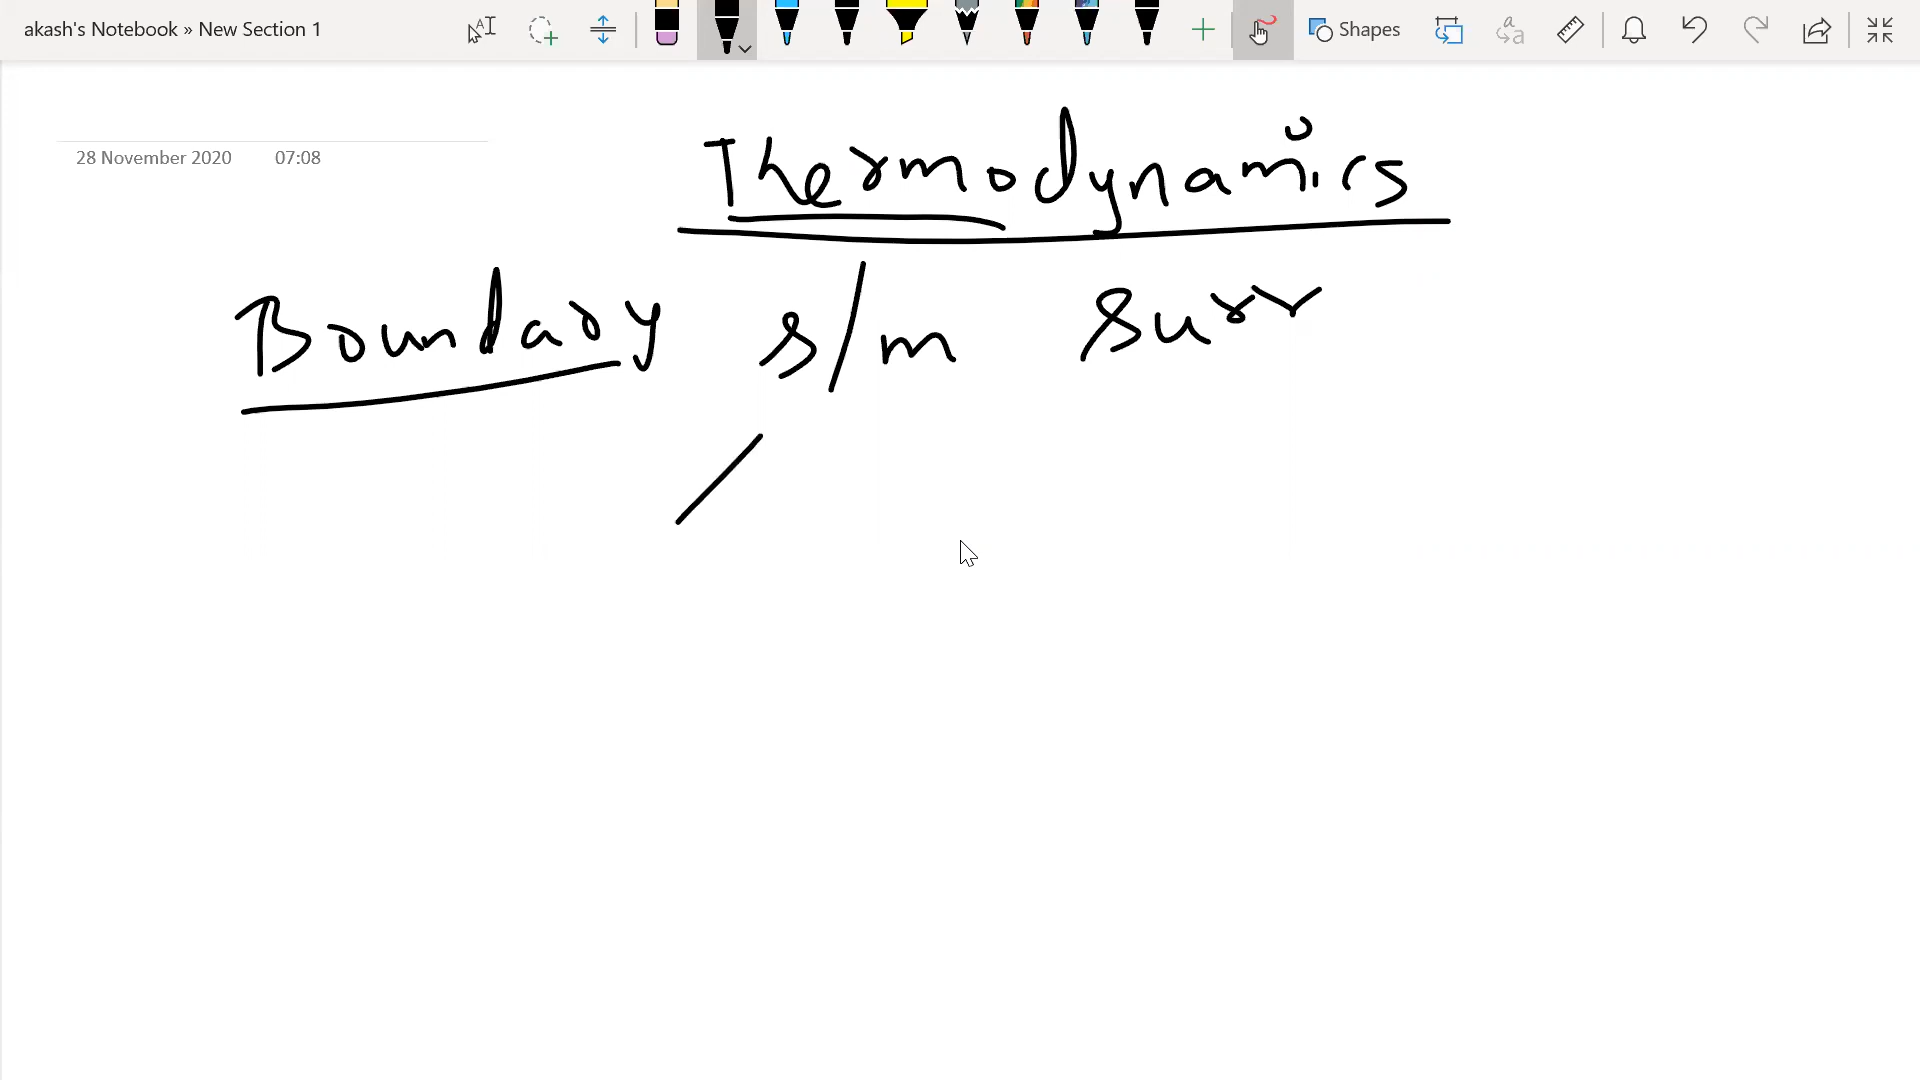 akash's Notebook » New Section 1
Shapes
28 November 2020 07:08
Thermodynamics
Boundary s/m Surr